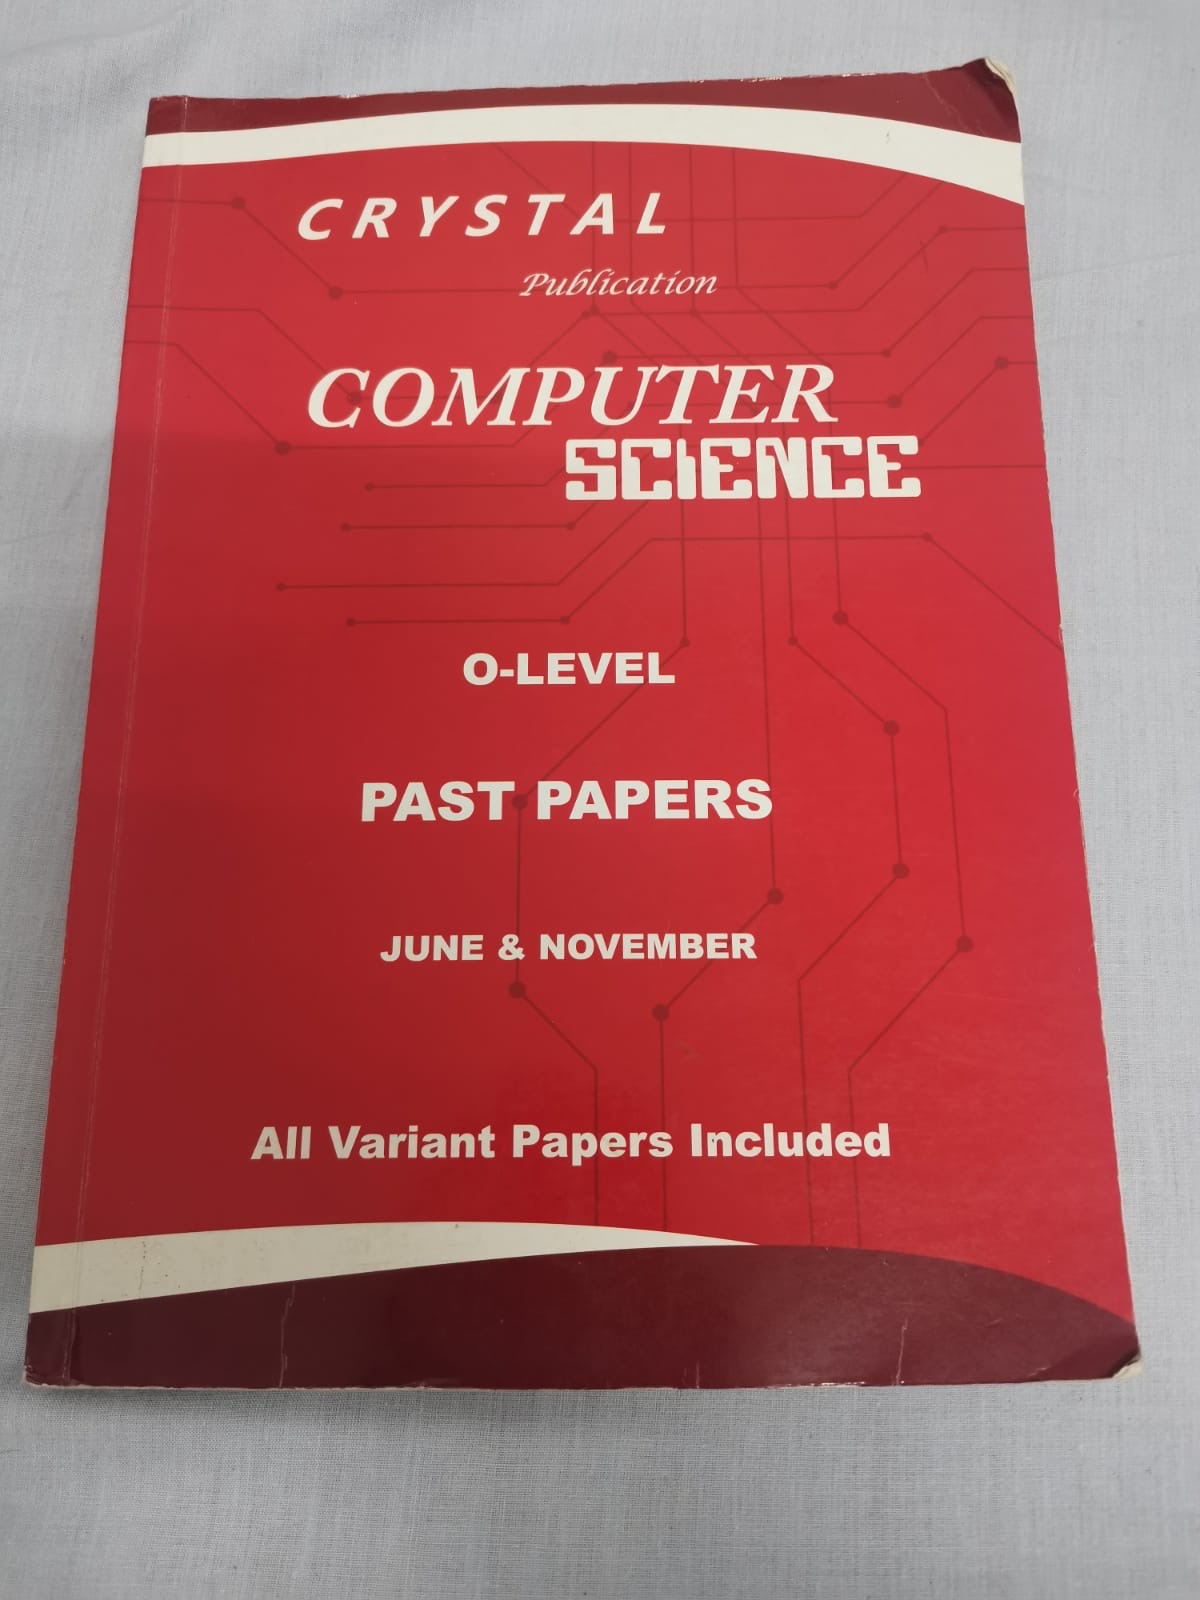 CRYSTAL
Publication
COMPUTER
SCIENCE
O-LEVEL
PAST PAPERS
JUNE & NOVEMBER
All Variant Papers Included